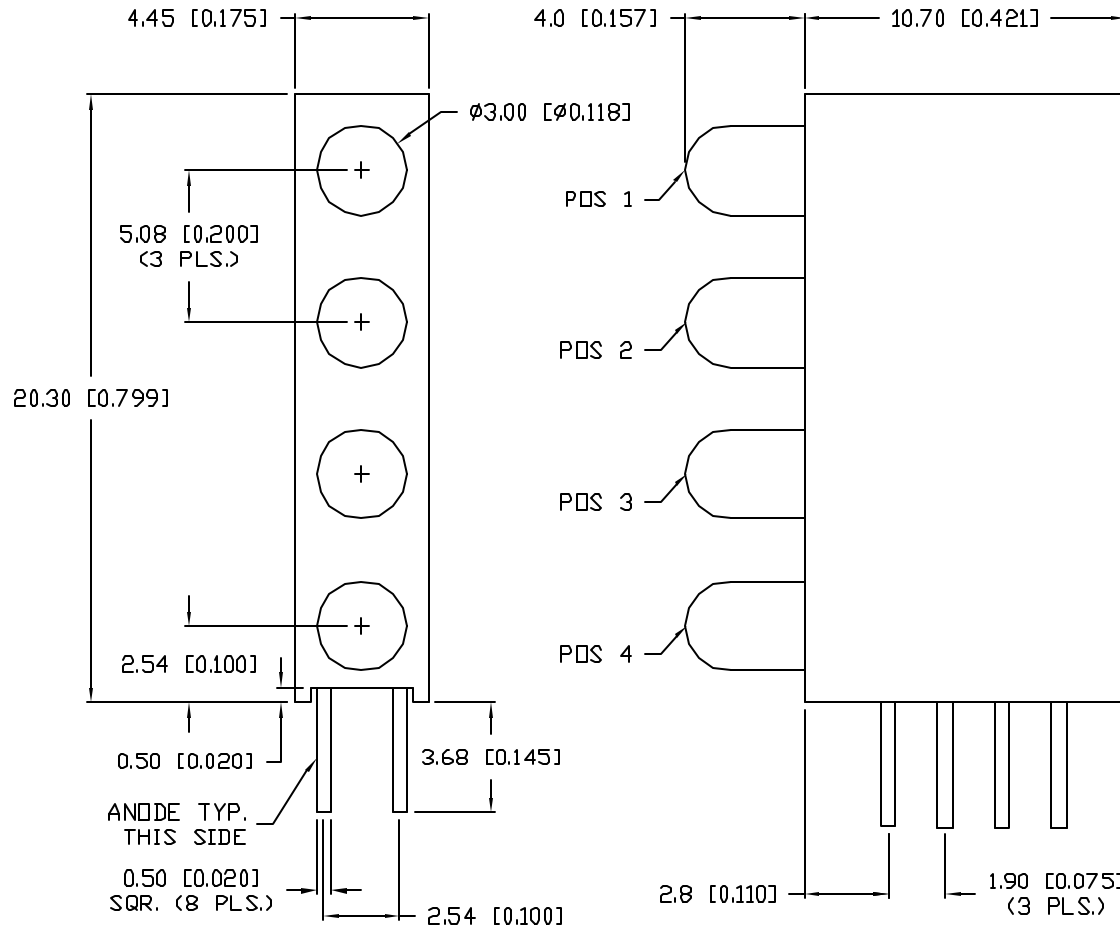 4.45 [0.175]
4.0 [0.157]
10.70 [0.421]
Ø3.00 [Ø0.118]
POS 1
5.08 [0.200]
(3 PLS.)
POS 2
20.30 [0.799]
POS 3
POS 4
2.54 [0.100]
0.50 [0.020]
3.68 [0.145]
ANODE TYP.
THIS SIDE
0.50 [0.020]
SQR. (8 PLS.)
2.54 [0.100]
2.8 [0.110]
1.90 [0.075]
(3 PLS.)